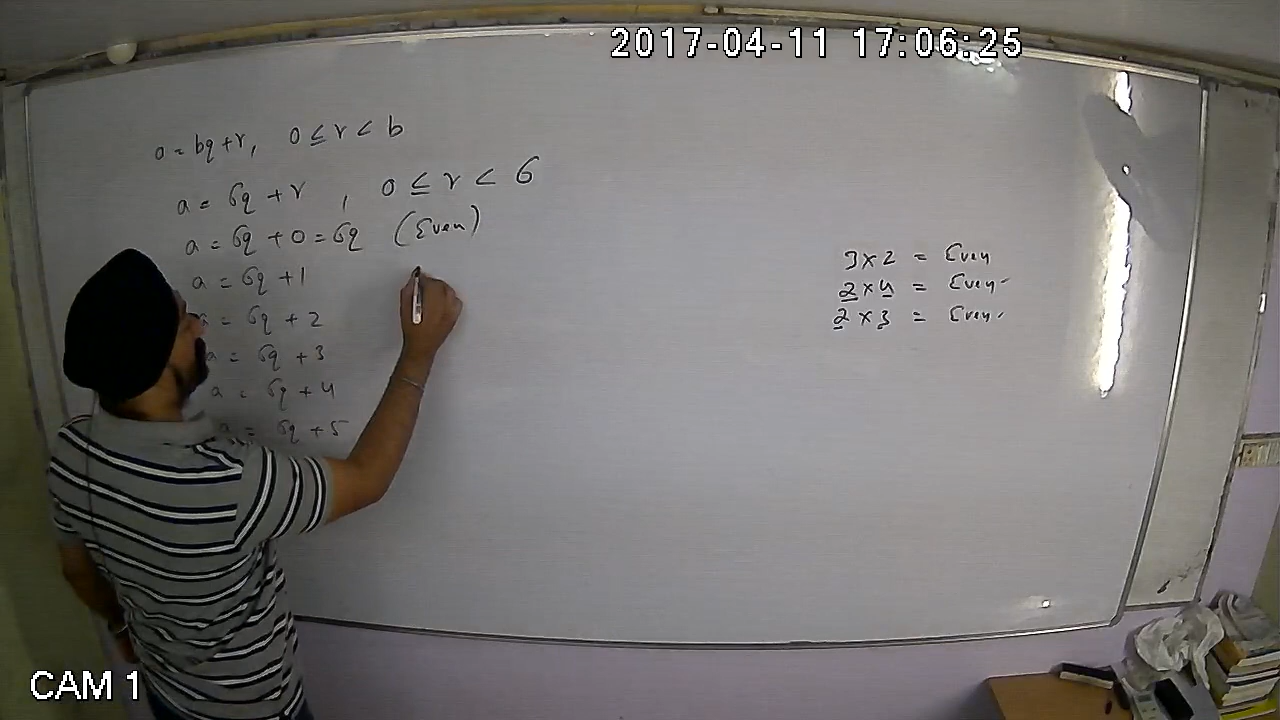 2017-04-11 17:06:25
a = bq + r, 0 ≤ r < b
a = 6q + r , 0 ≤ r < 6
a = 6q + 0 = 6q (Even)
a = 6q + 1
a = 6q + 2
a = 6q + 3
a = 6q + 4
a = 6q + 5
3 x 2 = Even
2 x 4 = Even
2 x 3 = Even
CAM 1